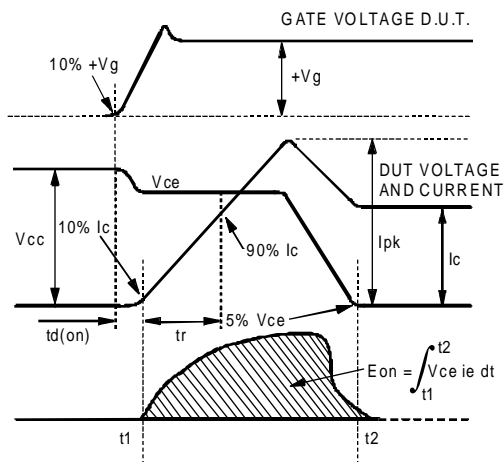 GATE VOLTAGE D.U.T.
10% +Vg
+Vg
Vce
DUT VOLTAGE
AND CURRENT
Vcc
10% Ic
90% Ic
Ipk
Ic
td(on)
tr
5% Vce
Eon = ∫ Vce ie dt
t2
t1
t1
t2